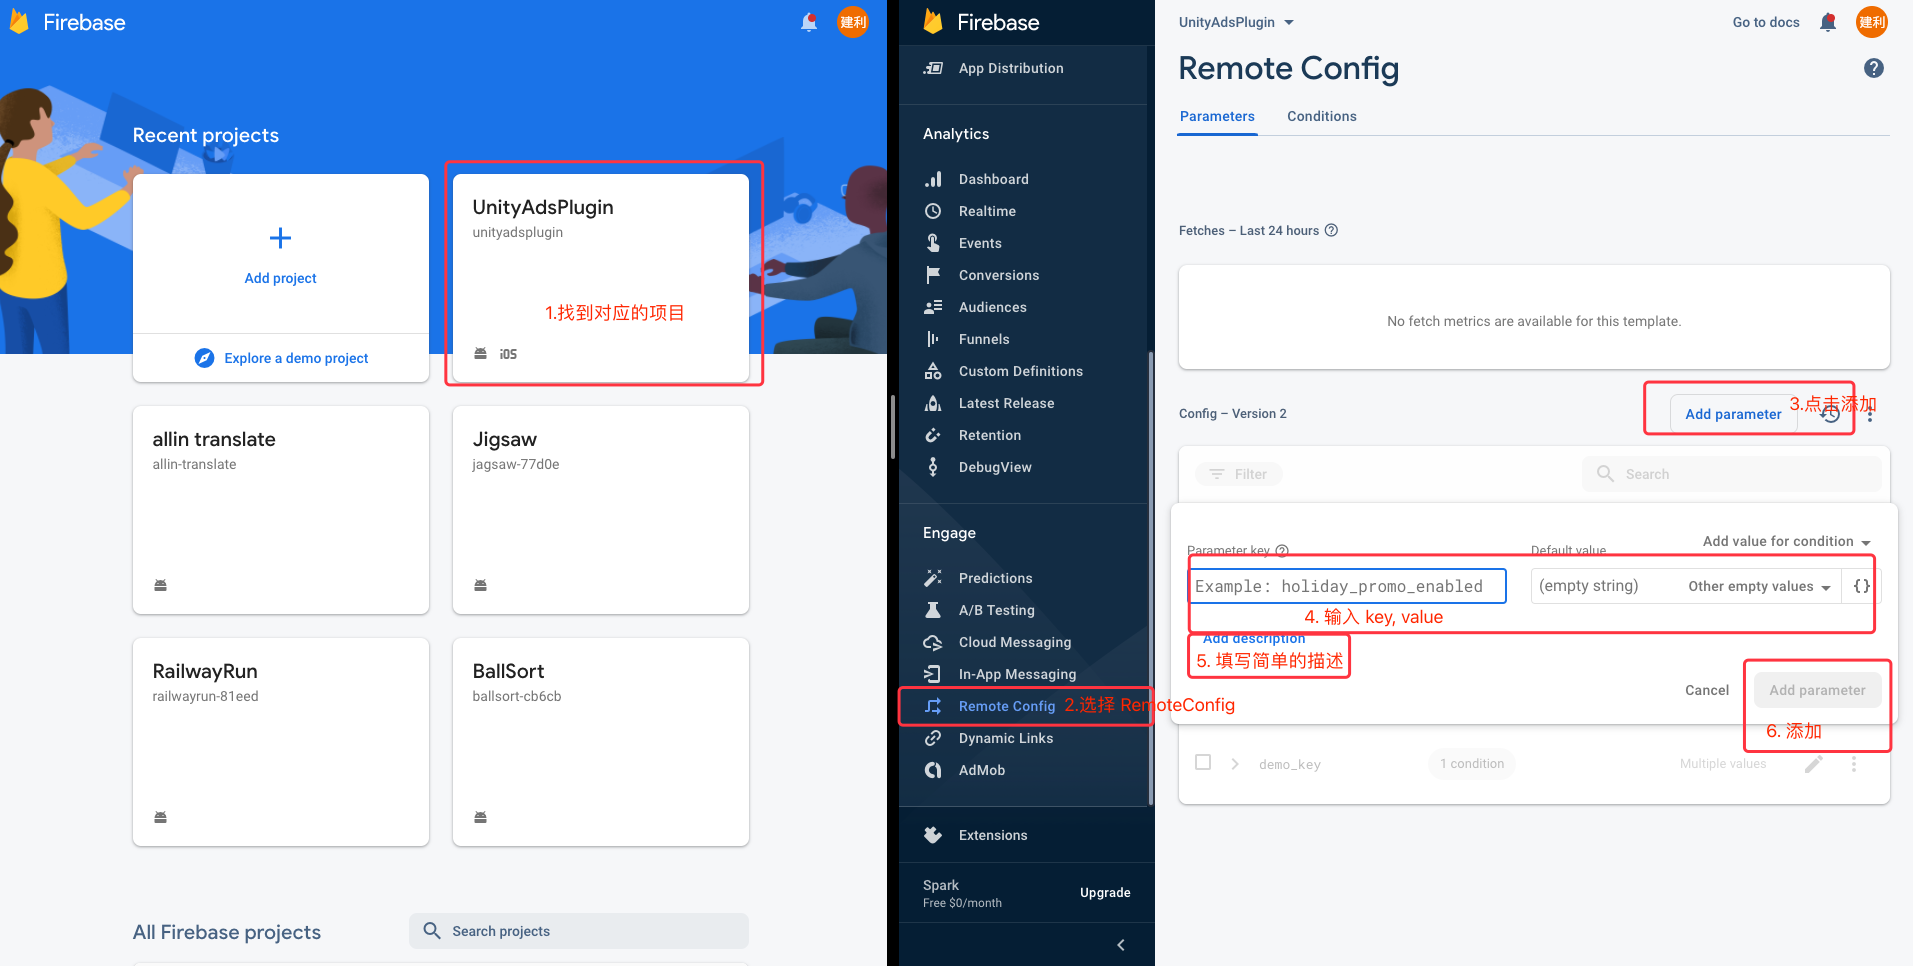 Firebase
建利
Recent projects
Add project
Explore a demo project
UnityAdsPlugin
unityadsplugin
1.找到对应的项目
iOS
allin translate
allin-translate
Jigsaw
jagsaw-77d0e
RailwayRun
railwayrun-81eed
BallSort
ballsort-cb6cb
All Firebase projects
Search projects
Firebase
App Distribution
Analytics
Dashboard
Realtime
Events
Conversions
Audiences
Funnels
Custom Definitions
Latest Release
Retention
DebugView
Engage
Predictions
A/B Testing
Cloud Messaging
In-App Messaging
Remote Config
2.选择 RemoteConfig
Dynamic Links
AdMob
Extensions
Spark
Free $0/month
Upgrade
UnityAdsPlugin
Go to docs
建利
Remote Config
Parameters
Conditions
Fetches – Last 24 hours
No fetch metrics are available for this template.
Config – Version 2
Add parameter
3.点击添加
Filter
Search
Add value for condition
Parameter key
Default value
Example: holiday_promo_enabled
(empty string)
Other empty values
{}
4. 输入 key, value
Add description
5. 填写简单的描述
Cancel
Add parameter
6. 添加
demo_key
1 condition
Multiple values